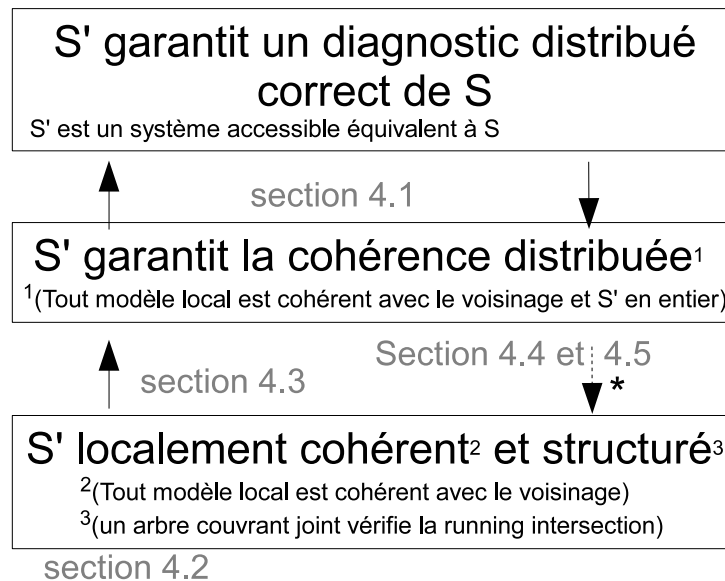 S' garantit un diagnostic distribué
correct de S
S' est un système accessible équivalent à S
section 4.1
S' garantit la cohérence distribuée¹
¹(Tout modèle local est cohérent avec le voisinage et S' en entier)
Section 4.4 et 4.5
section 4.3
*
S' localement cohérent² et structuré³
²(Tout modèle local est cohérent avec le voisinage)
³(un arbre couvrant joint vérifie la running intersection)
section 4.2